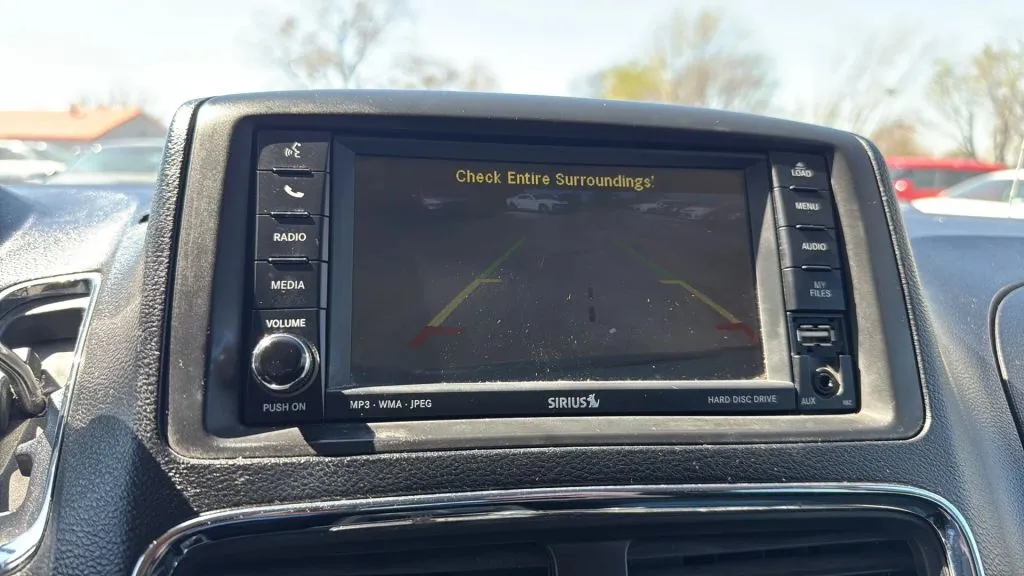 Check Entire Surroundings!
RADIO
MEDIA
VOLUME
PUSH ON
LOAD
MENU
AUDIO
MY
FILES
AUX
MP3 · WMA · JPEG
SIRIUS
HARD DISC DRIVE